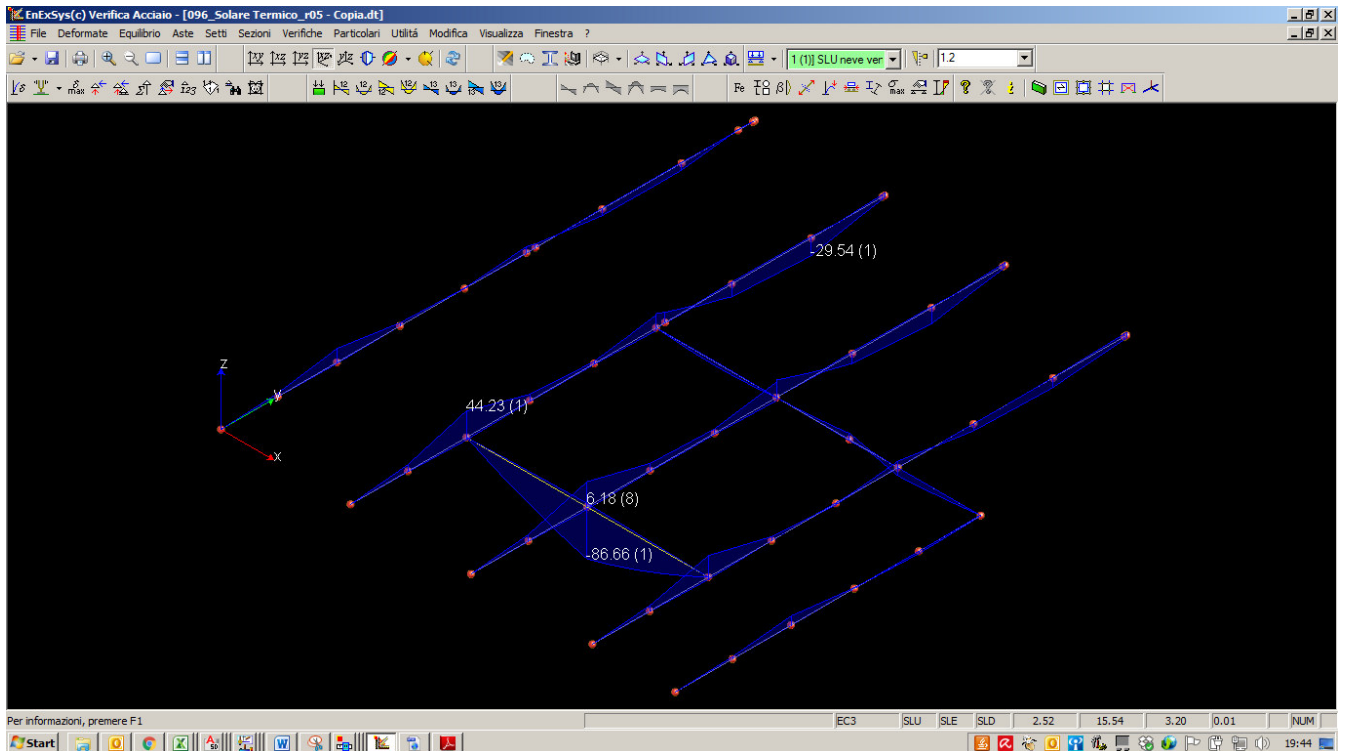 EnExSys(c) Verifica Acciaio - [096_Solare Termico_r05 - Copia.dt]
File Deformate Equilibrio Aste Setti Sezioni Verifiche Particolari Utilitá Modifica Visualizza Finestra ?
1 (1)] SLU neve ver 1.2
-29.54 (1)
z
y
x
44.23 (1)
6.18 (8)
-86.66 (1)
Per informazioni, premere F1 EC3 SLU SLE SLD 2.52 15.54 3.20 0.01 NUM
Start 19:44